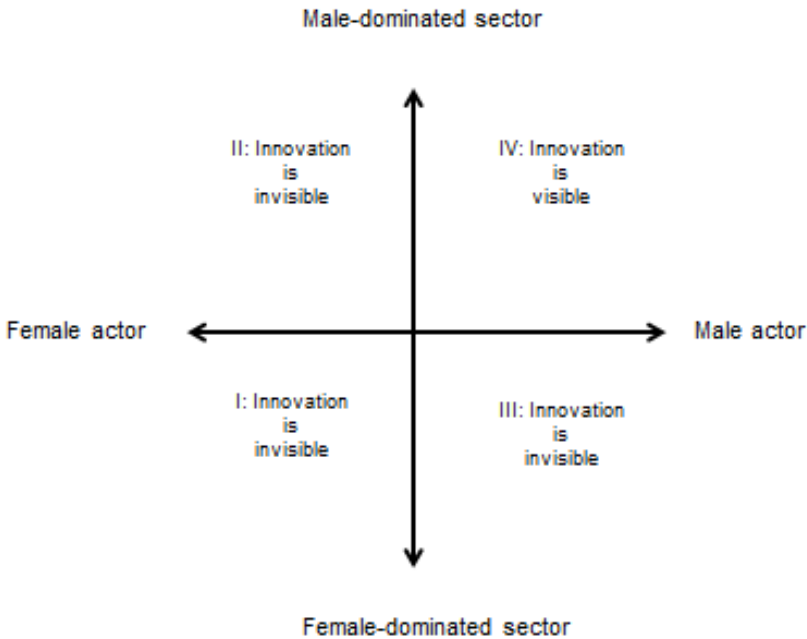 Male-dominated sector
II: Innovation
is
invisible
IV: Innovation
is
visible
Female actor
Male actor
I: Innovation
is
invisible
III: Innovation
is
invisible
Female-dominated sector